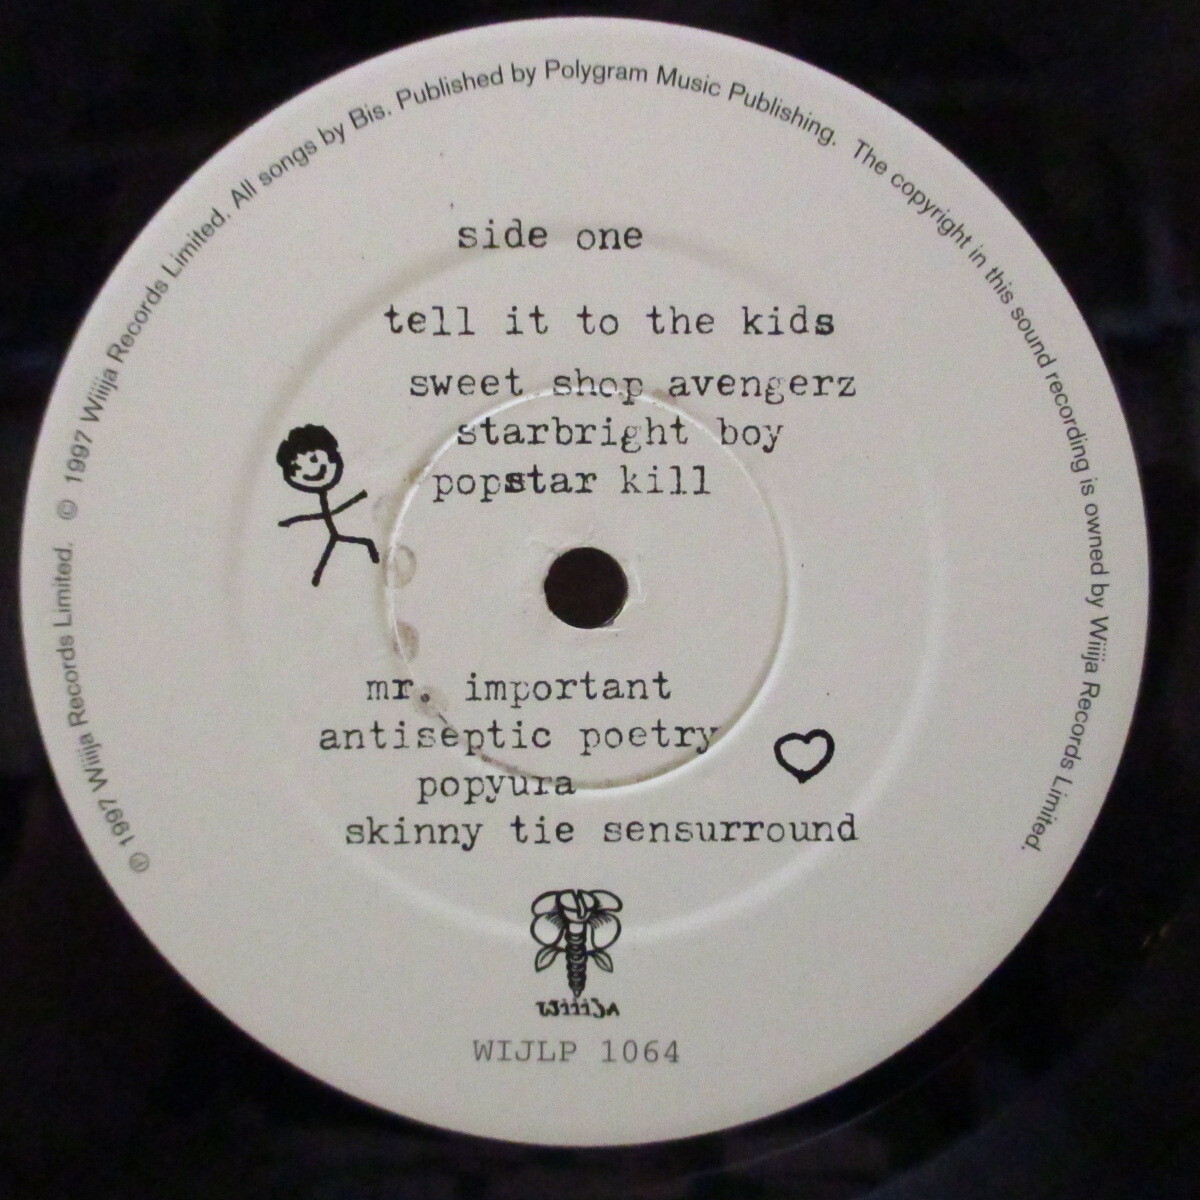 ℗ 1997 Wiiija Records Limited. © 1997 Wiiija Records Limited. All songs by Bis. Published by Polygram Music Publishing. The copyright in this sound recording is owned by Wiiija Records Limited.
side one
tell it to the kids
sweet shop avengerz
starbright boy
popstar kill
mr. important
antiseptic poetry
popyura
skinny tie sensurround
WiiiJA
WIJLP 1064